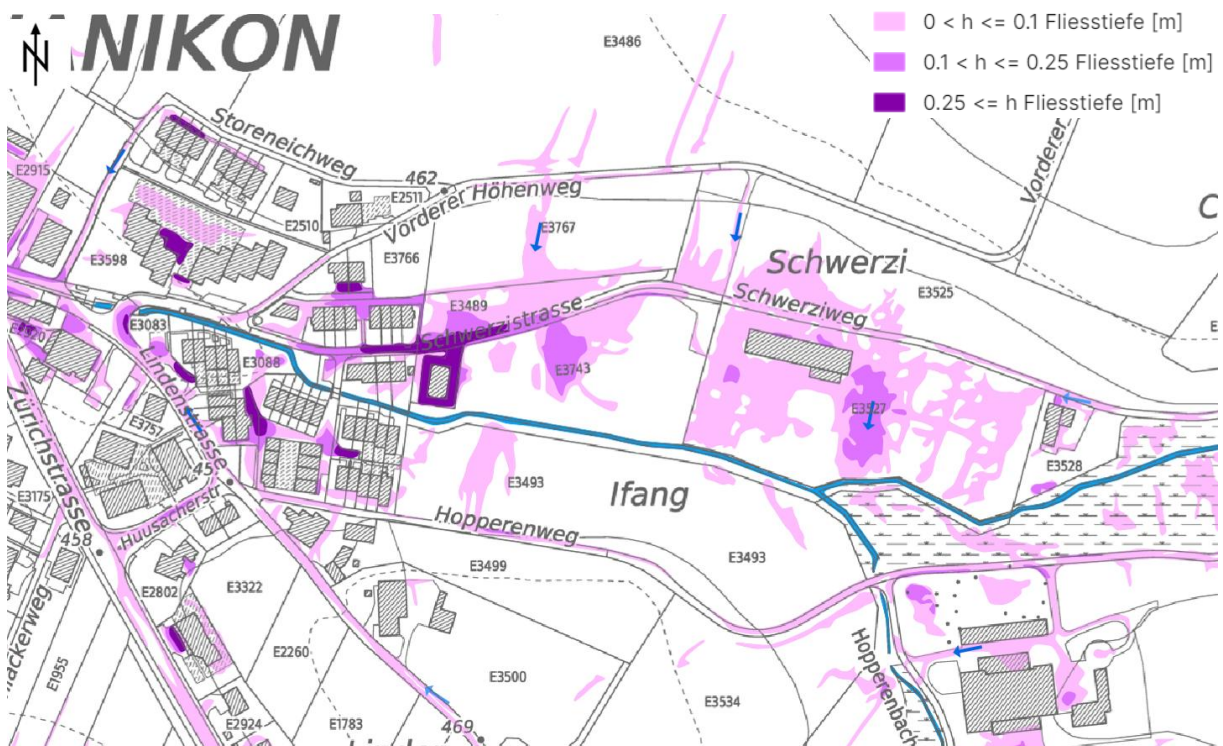 NIKON
N
0 < h <= 0.1 Fliesstiefe [m]
0.1 < h <= 0.25 Fliesstiefe [m]
0.25 <= h Fliesstiefe [m]
E3486
Storeneichweg
E2915
462
E2511
E2510
Vorderer Höhenweg
Vorderer
C
E3767
E3766
E3598
Schwerzi
E3525
Schwerziweg
E3489
Schwerzistrasse
E3083
E3088
E3743
E3527
Lindenstrasse
Zürichstrasse
E3757
E3528
E3175
45
E3493
Ifang
Huusacherstr.
Hopperenweg
458
E3493
E3499
E2802
E3322
E2260
E3500
E3534
Hopperenbach
ackerweg
E1955
E2924
E1783
469